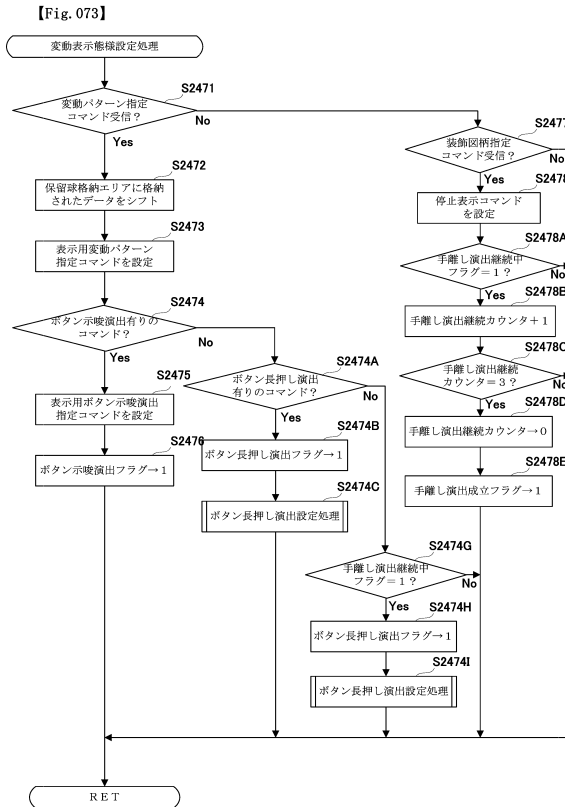 【Fig. 073】
変動表示態様設定処理
S2471
変動パターン指定
コマンド受信？
No
Yes
S2472
保留球格納エリアに格納
されたデータをシフト
S2473
表示用変動パターン
指定コマンドを設定
S2474
ボタン示唆演出有りの
コマンド？
No
Yes
S2475
表示用ボタン示唆演出
指定コマンドを設定
S2476
ボタン示唆演出フラグ→1
S2474A
ボタン長押し演出
有りのコマンド？
No
Yes
S2474B
ボタン長押し演出フラグ→1
S2474C
ボタン長押し演出設定処理
S2474G
手離し演出継続中
フラグ＝1？
No
Yes
S2474H
ボタン長押し演出フラグ→1
S2474I
ボタン長押し演出設定処理
S2477
装飾図柄指定
コマンド受信？
No
Yes
S2478
停止表示コマンド
を設定
S2478A
手離し演出継続中
フラグ＝1？
No
Yes
S2478B
手離し演出継続カウンタ＋1
S2478C
手離し演出継続
カウンタ＝3？
No
Yes
S2478D
手離し演出継続カウンタ→0
S2478E
手離し演出成立フラグ→1
RET